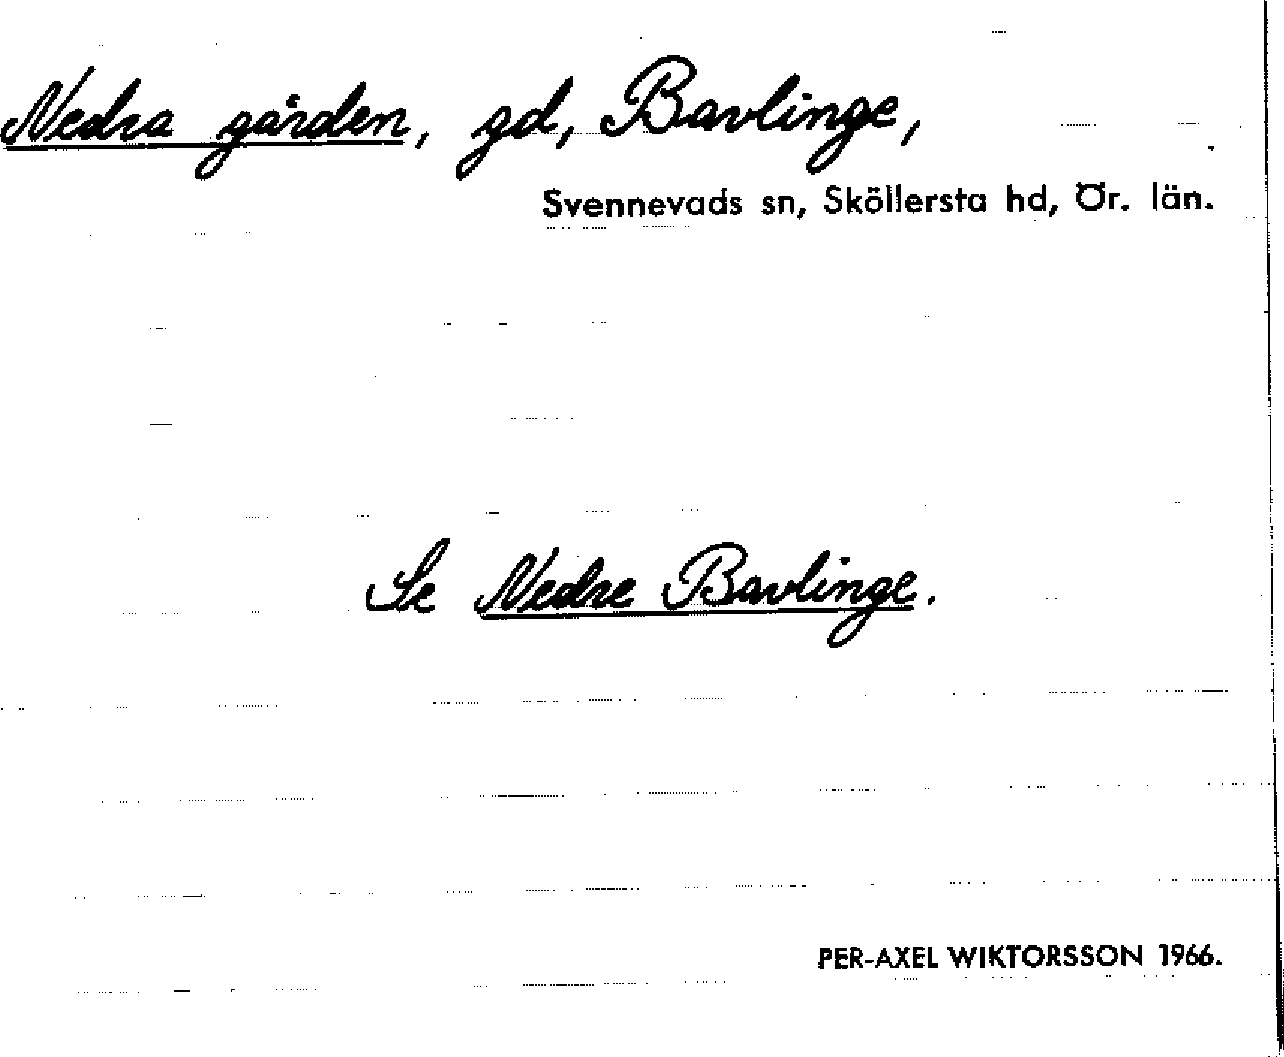 Nedra gården, gd, Bavlinge,
Svennevads sn, Sköllersta hd, Ör. län.
Se Nedre Bavlinge.
PER-AXEL WIKTORSSON 1966.